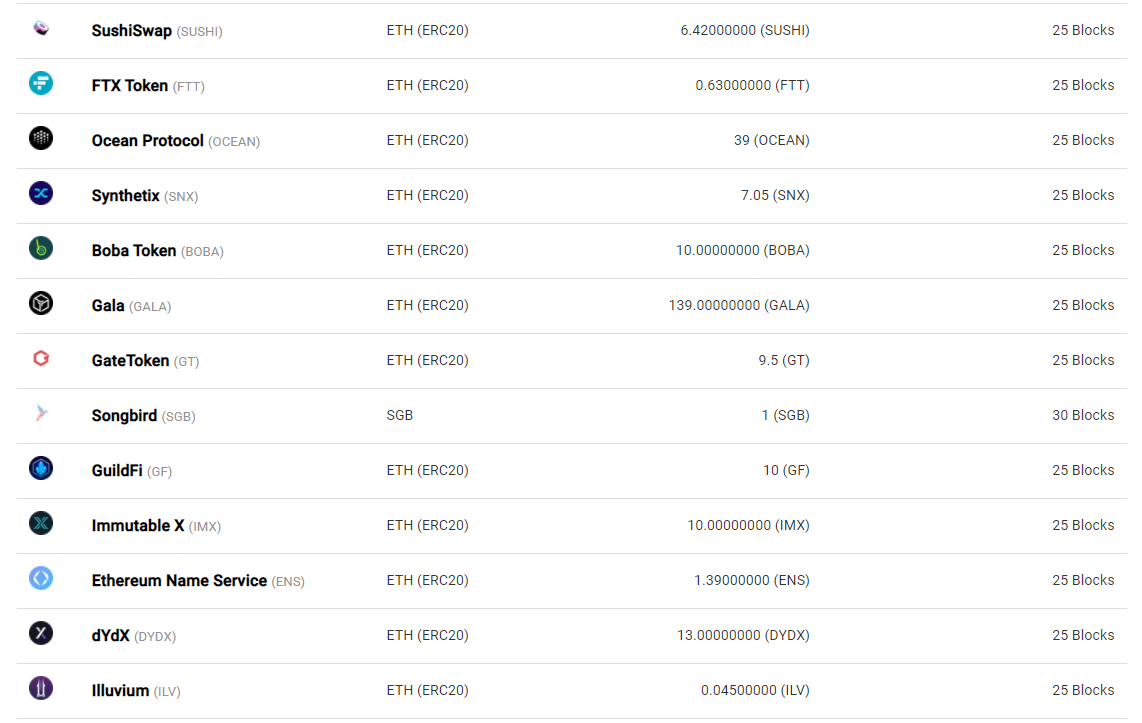 SushiSwap (SUSHI) ETH (ERC20) 6.42000000 (SUSHI) 25 Blocks
FTX Token (FTT) ETH (ERC20) 0.63000000 (FTT) 25 Blocks
Ocean Protocol (OCEAN) ETH (ERC20) 39 (OCEAN) 25 Blocks
Synthetix (SNX) ETH (ERC20) 7.05 (SNX) 25 Blocks
Boba Token (BOBA) ETH (ERC20) 10.00000000 (BOBA) 25 Blocks
Gala (GALA) ETH (ERC20) 139.00000000 (GALA) 25 Blocks
GateToken (GT) ETH (ERC20) 9.5 (GT) 25 Blocks
Songbird (SGB) SGB 1 (SGB) 30 Blocks
GuildFi (GF) ETH (ERC20) 10 (GF) 25 Blocks
Immutable X (IMX) ETH (ERC20) 10.00000000 (IMX) 25 Blocks
Ethereum Name Service (ENS) ETH (ERC20) 1.39000000 (ENS) 25 Blocks
dYdX (DYDX) ETH (ERC20) 13.00000000 (DYDX) 25 Blocks
Illuvium (ILV) ETH (ERC20) 0.04500000 (ILV) 25 Blocks